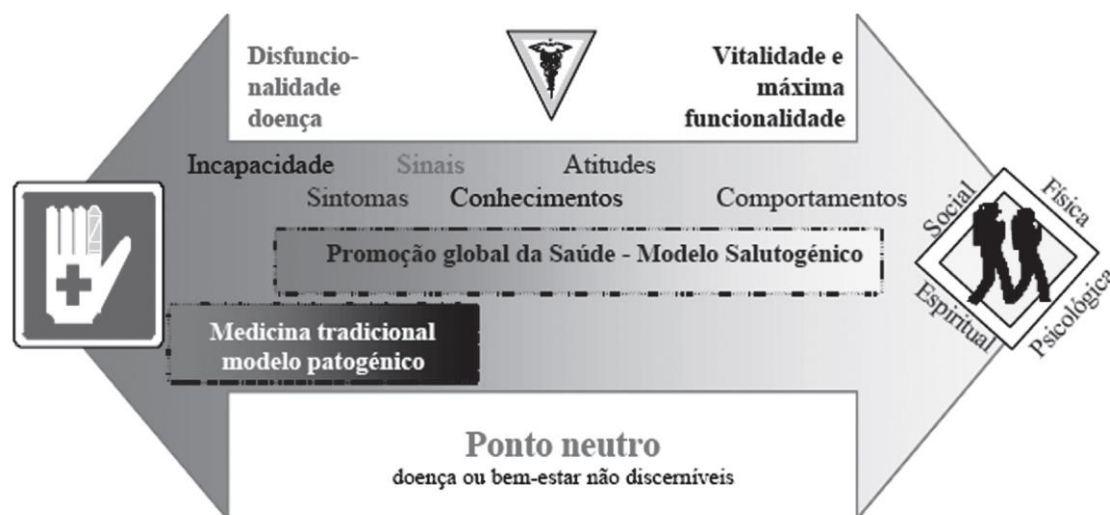 Disfuncio-
nalidade
doença
Vitalidade e
máxima
funcionalidade
Incapacidade
Sinais
Atitudes
Sintomas
Conhecimentos
Comportamentos
Promoção global da Saúde - Modelo Salutogénico
Medicina tradicional
modelo patogénico
Social
Física
Espiritual
Psicológica
Ponto neutro
doença ou bem-estar não discerníveis